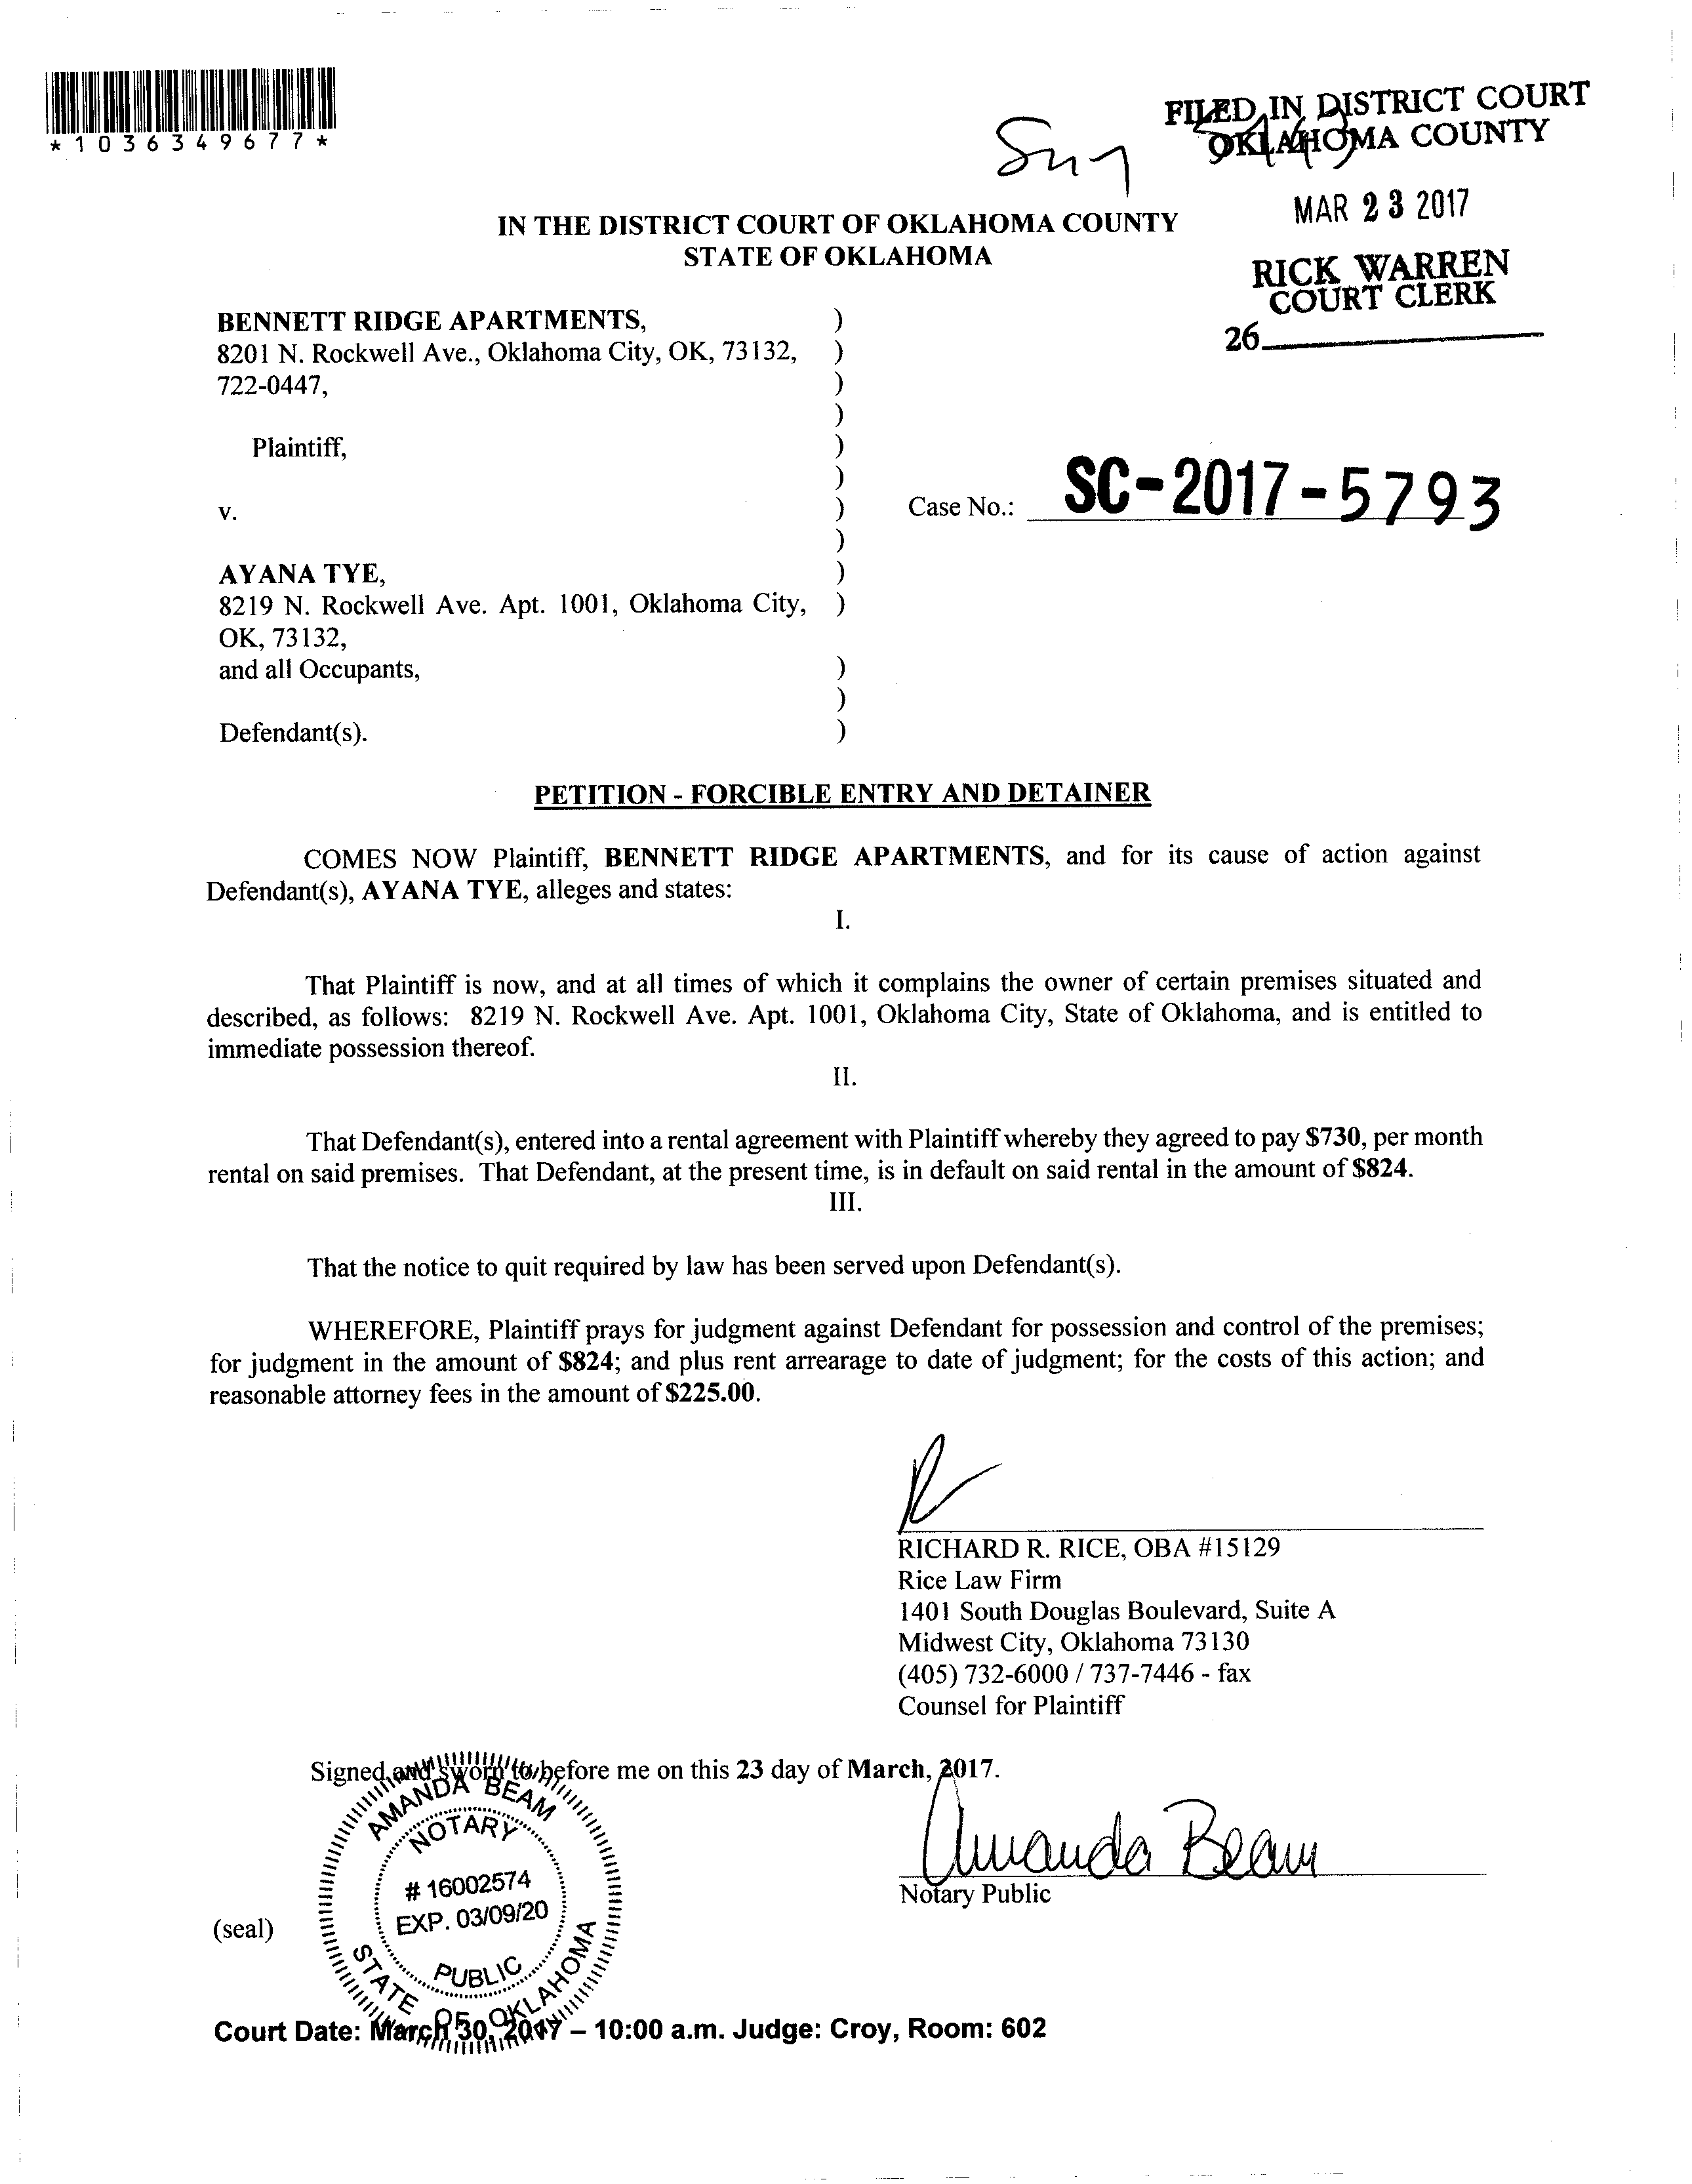 *1036349677*
FILED IN DISTRICT COURT
OKLAHOMA COUNTY
MAR 23 2017
RICK WARREN
COURT CLERK
26
IN THE DISTRICT COURT OF OKLAHOMA COUNTY
STATE OF OKLAHOMA
BENNETT RIDGE APARTMENTS, )
8201 N. Rockwell Ave., Oklahoma City, OK, 73132, )
722-0447, )
)
Plaintiff, )
)
v. )
)
Case No.: SC-2017-5793
AYANA TYE, )
8219 N. Rockwell Ave. Apt. 1001, Oklahoma City, )
OK, 73132,
and all Occupants, )
)
Defendant(s). )
PETITION - FORCIBLE ENTRY AND DETAINER
COMES NOW Plaintiff, BENNETT RIDGE APARTMENTS, and for its cause of action against
Defendant(s), AYANA TYE, alleges and states:
I.
That Plaintiff is now, and at all times of which it complains the owner of certain premises situated and
described, as follows: 8219 N. Rockwell Ave. Apt. 1001, Oklahoma City, State of Oklahoma, and is entitled to
immediate possession thereof.
II.
That Defendant(s), entered into a rental agreement with Plaintiff whereby they agreed to pay $730, per month
rental on said premises. That Defendant, at the present time, is in default on said rental in the amount of $824.
III.
That the notice to quit required by law has been served upon Defendant(s).
WHEREFORE, Plaintiff prays for judgment against Defendant for possession and control of the premises;
for judgment in the amount of $824; and plus rent arrearage to date of judgment; for the costs of this action; and
reasonable attorney fees in the amount of $225.00.
RICHARD R. RICE, OBA #15129
Rice Law Firm
1401 South Douglas Boulevard, Suite A
Midwest City, Oklahoma 73130
(405) 732-6000 / 737-7446 - fax
Counsel for Plaintiff
Signed and sworn to before me on this 23 day of March, 2017.
Amanda Beam
Notary Public
(seal)
AMANDA BEAM
NOTARY
# 16002574
EXP. 03/09/20
PUBLIC
STATE OF OKLAHOMA
Court Date: March 30, 2017 – 10:00 a.m. Judge: Croy, Room: 602